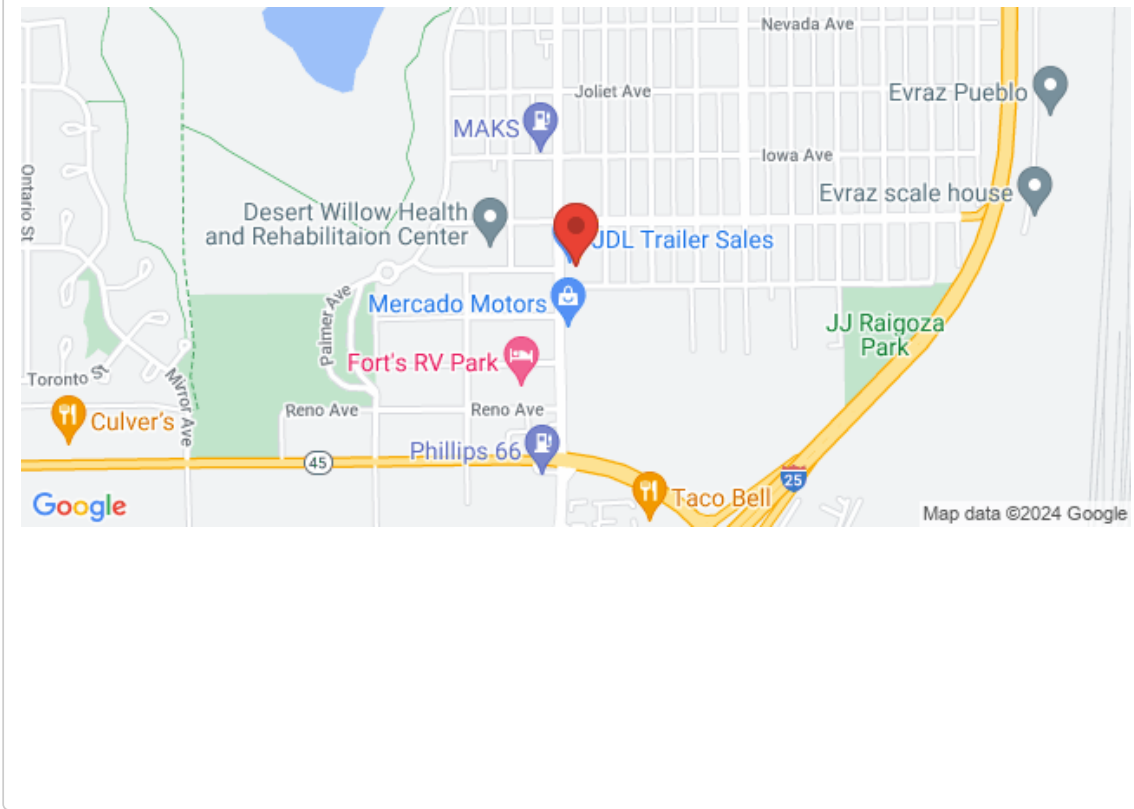 Nevada Ave
Joliet Ave
Evraz Pueblo
MAKS
Iowa Ave
Ontario St
Evraz scale house
Desert Willow Health
and Rehabilitaion Center
JDL Trailer Sales
Palmer Ave
Mercado Motors
JJ Raigoza
Park
Fort's RV Park
Toronto St
Mirror Ave
Reno Ave
Reno Ave
Culver's
Phillips 66
45
25
Taco Bell
Google
Map data ©2024 Google